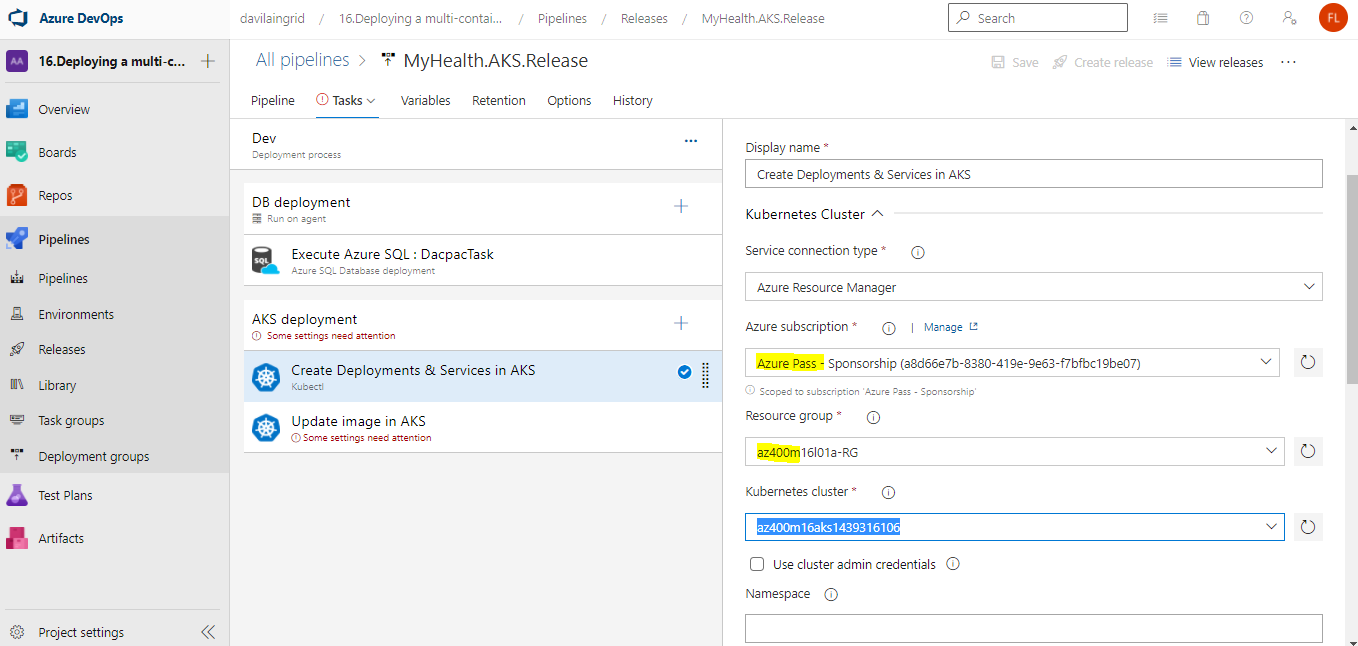 Azure DevOps
davilaingrid / 16.Deploying a multi-contai... / Pipelines / Releases / MyHealth.AKS.Release
Search
FL
AA 16.Deploying a multi-c...
Overview
Boards
Repos
Pipelines
Pipelines
Environments
Releases
Library
Task groups
Deployment groups
Test Plans
Artifacts
Project settings
All pipelines > MyHealth.AKS.Release
Save Create release View releases ...
Pipeline Tasks Variables Retention Options History
Dev
Deployment process
DB deployment
Run on agent
SQL
Execute Azure SQL : DacpacTask
Azure SQL Database deployment
AKS deployment
Some settings need attention
Create Deployments & Services in AKS
Kubectl
Update image in AKS
Some settings need attention
Display name *
Create Deployments & Services in AKS
Kubernetes Cluster
Service connection type *
Azure Resource Manager
Azure subscription * | Manage
Azure Pass - Sponsorship (a8d66e7b-8380-419e-9e63-f7bfbc19be07)
Scoped to subscription 'Azure Pass - Sponsorship'
Resource group *
az400m16l01a-RG
Kubernetes cluster *
az400m16aks1439316106
Use cluster admin credentials
Namespace